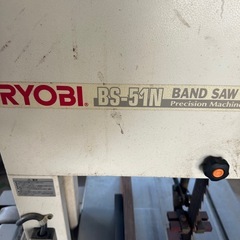 RYOBI. BS-51N BAND SAW
Precision Machine